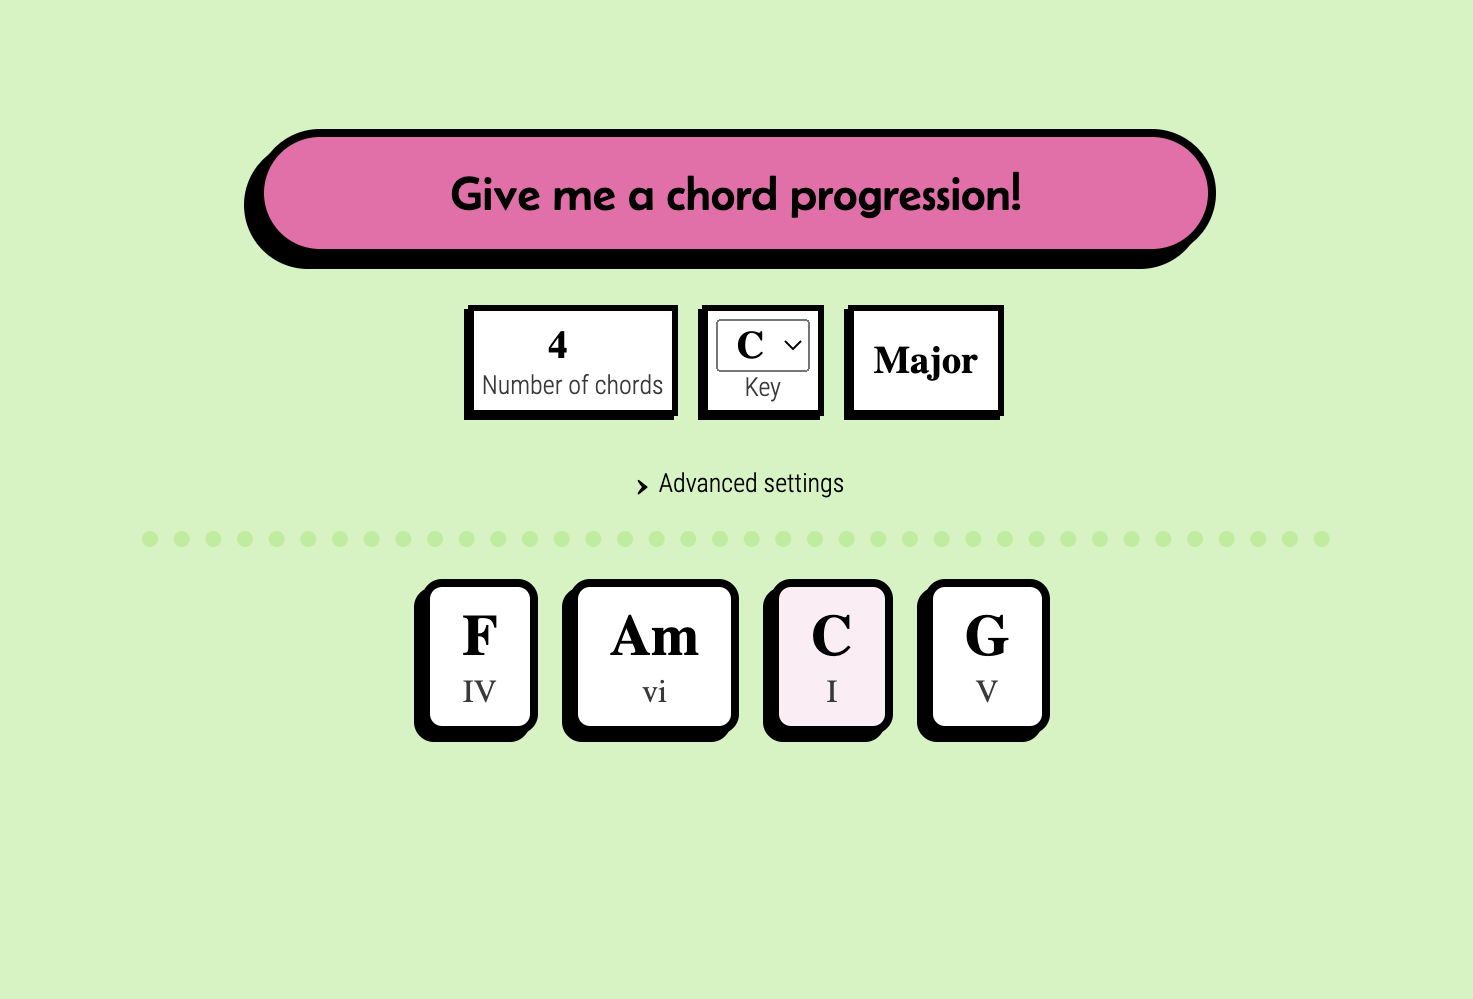 Give me a chord progression!
4
Number of chords
C
Key
Major
Advanced settings
F
IV
Am
vi
C
I
G
V